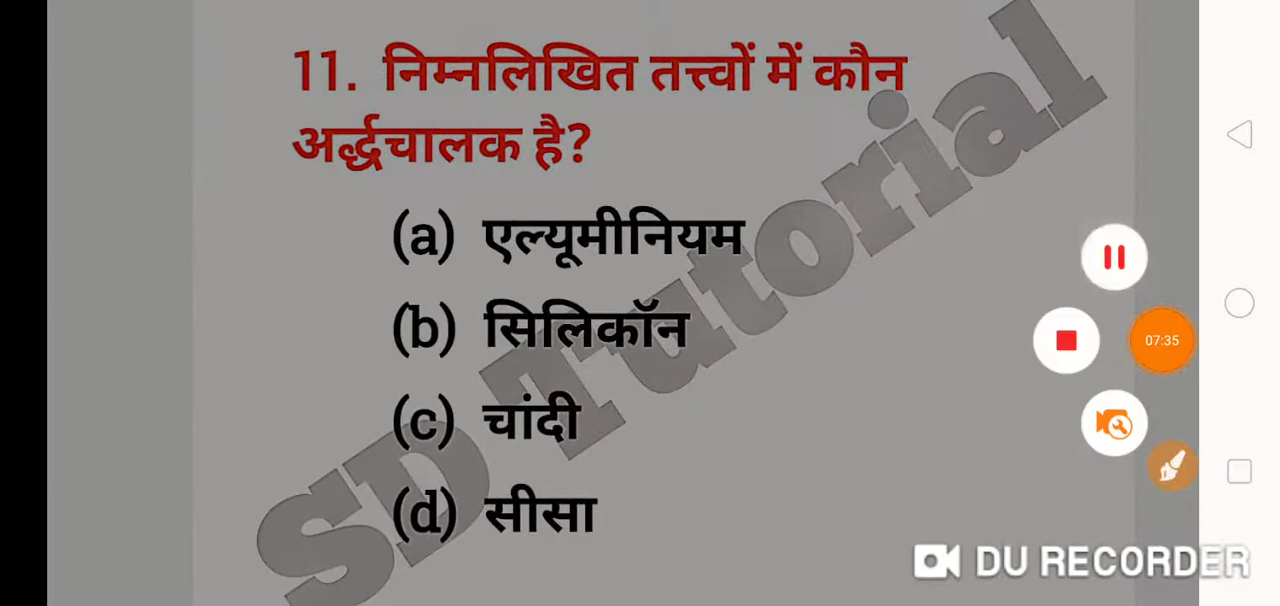 11. निम्नलिखित तत्त्वों में कौन
अर्द्धचालक है?
(a) एल्यूमीनियम
(b) सिलिकॉन
(c) चांदी
(d) सीसा
SD Tutorial
07:35
DU RECORDER